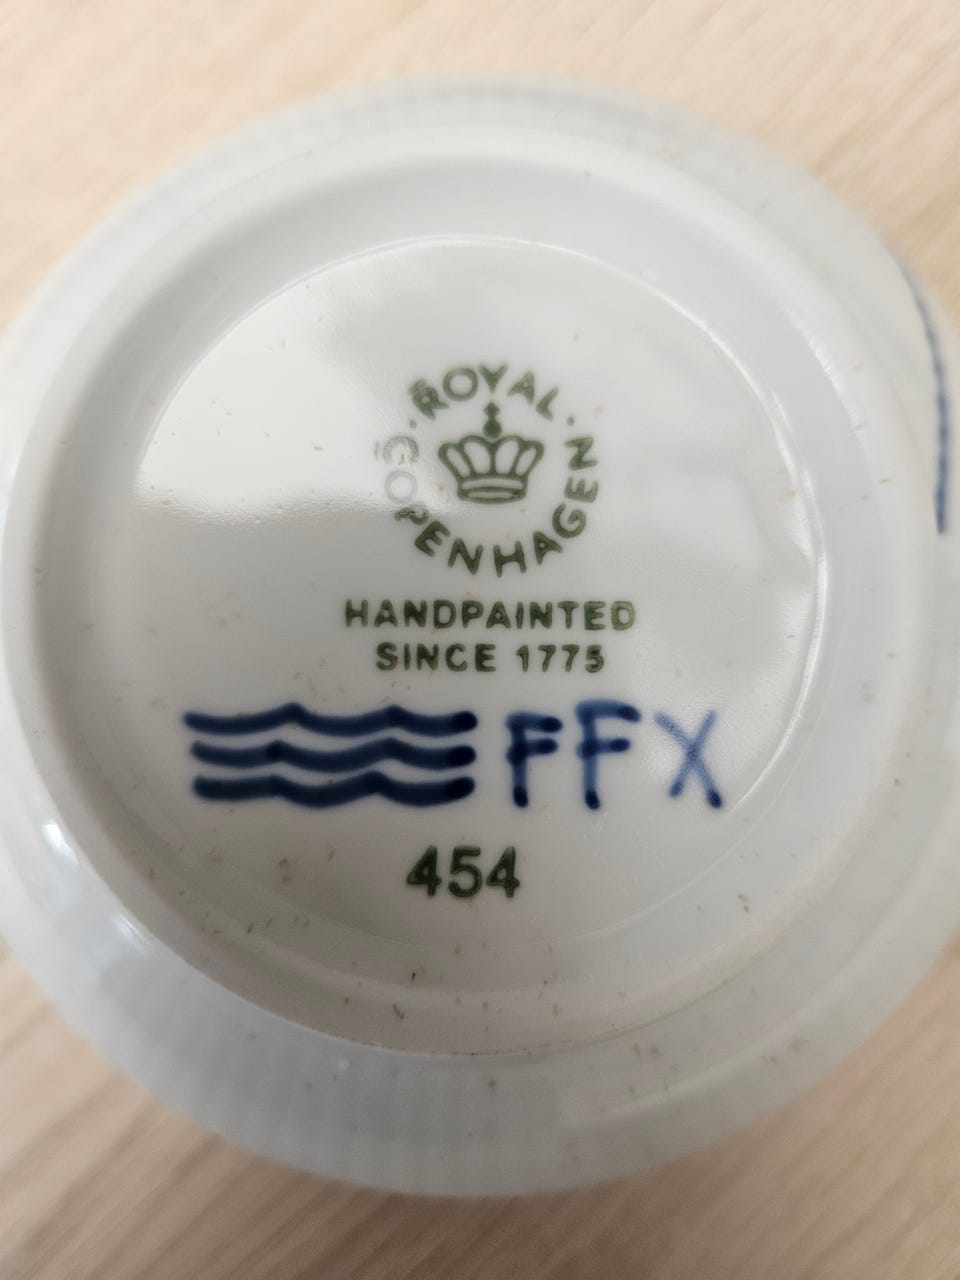 ROYAL
COPENHAGEN
HANDPAINTED
SINCE 1775
FFX
454